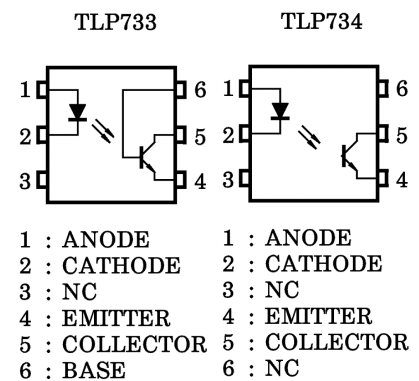 TLP733 TLP734
1 6 1 6
2 5 2 5
3 4 3 4
1 : ANODE 1 : ANODE
2 : CATHODE 2 : CATHODE
3 : NC 3 : NC
4 : EMITTER 4 : EMITTER
5 : COLLECTOR 5 : COLLECTOR
6 : BASE 6 : NC